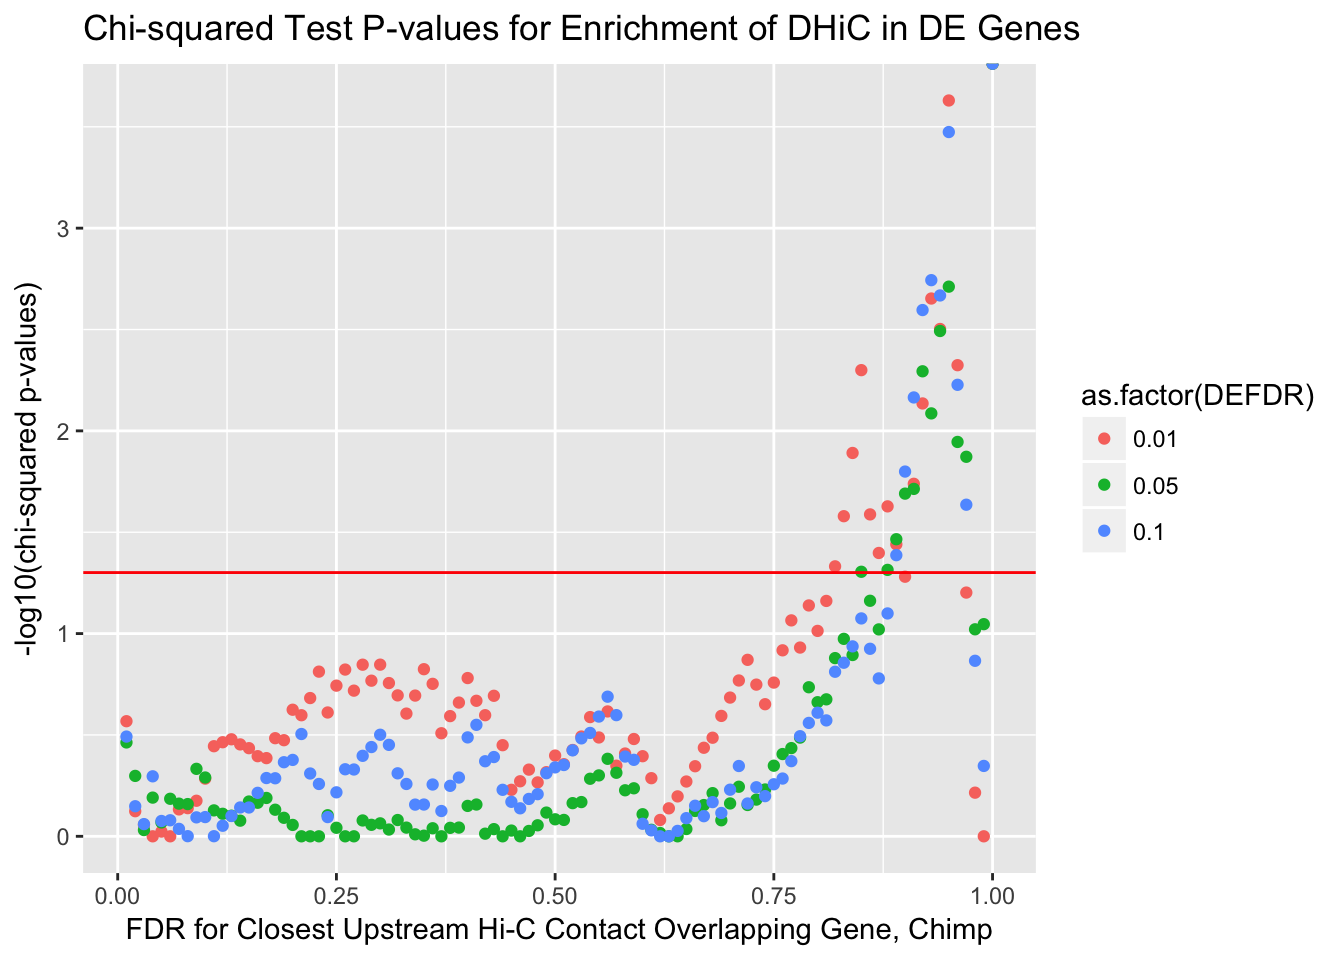 Chi-squared Test P-values for Enrichment of DHiC in DE Genes
-log10(chi-squared p-values)
3
2
1
0
0.00 0.25 0.50 0.75 1.00
FDR for Closest Upstream Hi-C Contact Overlapping Gene, Chimp
as.factor(DEFDR)
0.01
0.05
0.1